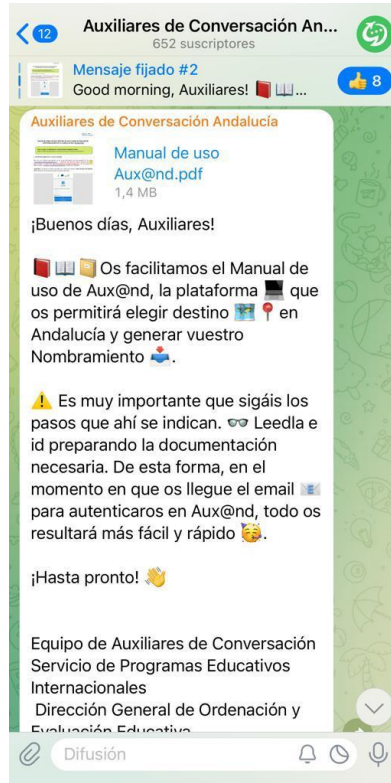 12
Auxiliares de Conversación An...
652 suscriptores
Mensaje fijado #2
Good morning, Auxiliares! 📕📖...
👍 8
Auxiliares de Conversación Andalucía
Manual de uso
Aux@nd.pdf
1,4 MB
¡Buenos días, Auxiliares!
📕📖📔Os facilitamos el Manual de
uso de Aux@nd, la plataforma 💻 que
os permitirá elegir destino 🗺️📍en
Andalucía y generar vuestro
Nombramiento 📥.
⚠️ Es muy importante que sigáis los
pasos que ahí se indican. 👓 Leedla e
id preparando la documentación
necesaria. De esta forma, en el
momento en que os llegue el email 📧
para autenticaros en Aux@nd, todo os
resultará más fácil y rápido 🥳.
¡Hasta pronto! 👋
Equipo de Auxiliares de Conversación
Servicio de Programas Educativos
Internacionales
Dirección General de Ordenación y
Evaluación Educativa
Difusión